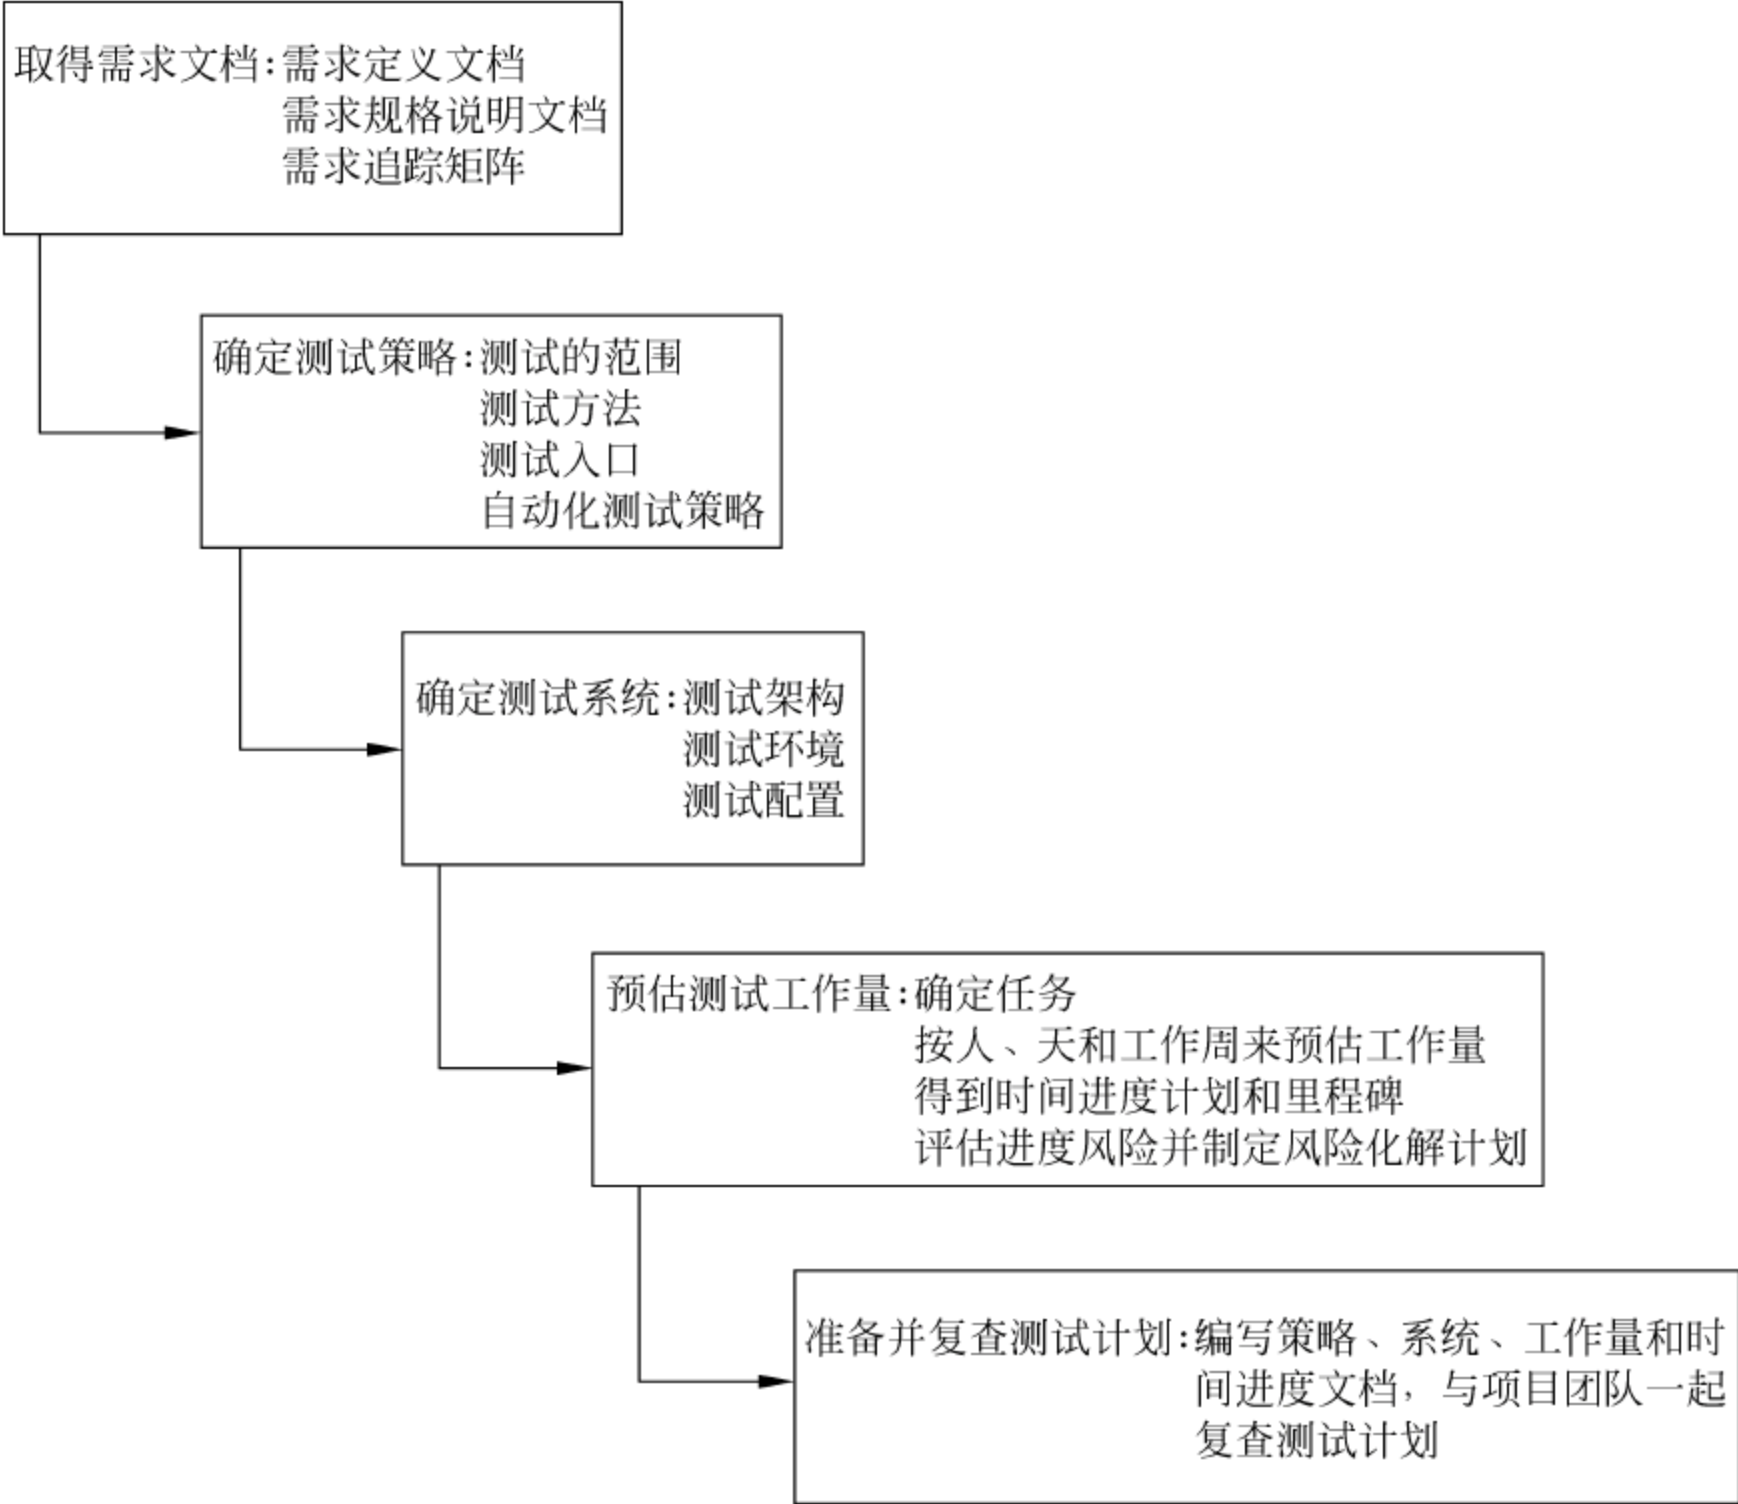 取得需求文档:需求定义文档
需求规格说明文档
需求追踪矩阵
确定测试策略:测试的范围
测试方法
测试入口
自动化测试策略
确定测试系统:测试架构
测试环境
测试配置
预估测试工作量:确定任务
按人、天和工作周来预估工作量
得到时间进度计划和里程碑
评估进度风险并制定风险化解计划
准备并复查测试计划:编写策略、系统、工作量和时
间进度文档，与项目团队一起
复查测试计划